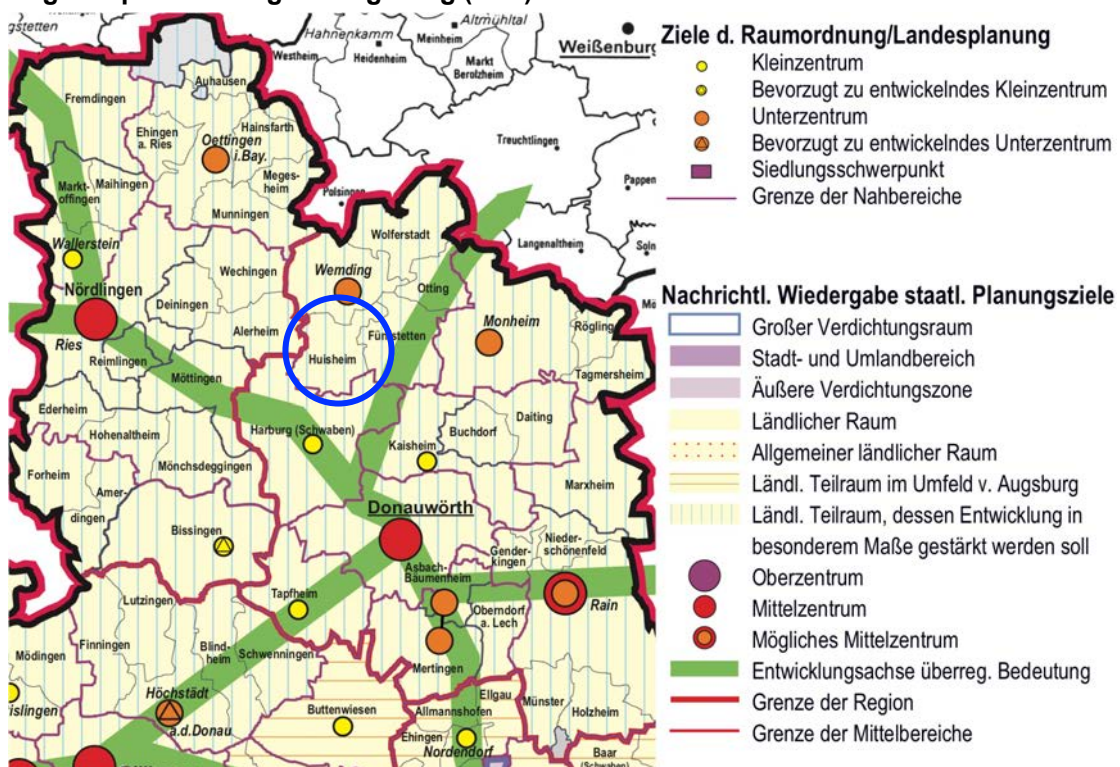 Hahnenkamm
Altmühltal
Meinheim
Westheim
Heidenheim
Markt
Berolzheim
Weißenburg
Auhausen
Fremdingen
Ehingen
a. Ries
Oettingen
i.Bay.
Hainsfarth
Meges-
heim
Treuchtlingen
Markt-
offingen
Maihingen
Munningen
Polsingen
Pappen
Wolferstadt
Langenaltheim
Soln
Wallerstein
Wechingen
Wemding
Otting
Nördlingen
Deiningen
Ries
Alerheim
Fünfstetten
Monheim
Rögling
Reimlingen
Möttingen
Huisheim
Tagmersheim
Ederheim
Hohenaltheim
Harburg (Schwaben)
Kaisheim
Buchdorf
Daiting
Forheim
Mönchsdeggingen
Amer-
dingen
Marxheim
Bissingen
Donauwörth
Gender-
kingen
Nieder-
schönenfeld
Asbach-
Bäumenheim
Lutzingen
Tapfheim
Oberndorf
a. Lech
Rain
Finningen
Blind-
heim
Schwenningen
Mertingen
Mödingen
Höchstädt
a.d.Donau
islingen
Buttenwiesen
Allmannshofen
Ellgau
Münster
Holzheim
Ehingen
Nordendorf
Baar
(Schwaben)
Ziele d. Raumordnung/Landesplanung
Kleinzentrum
Bevorzugt zu entwickelndes Kleinzentrum
Unterzentrum
Bevorzugt zu entwickelndes Unterzentrum
Siedlungsschwerpunkt
Grenze der Nahbereiche
Nachrichtl. Wiedergabe staatl. Planungsziele
Großer Verdichtungsraum
Stadt- und Umlandbereich
Äußere Verdichtungszone
Ländlicher Raum
Allgemeiner ländlicher Raum
Ländl. Teilraum im Umfeld v. Augsburg
Ländl. Teilraum, dessen Entwicklung in
besonderem Maße gestärkt werden soll
Oberzentrum
Mittelzentrum
Mögliches Mittelzentrum
Entwicklungsachse überreg. Bedeutung
Grenze der Region
Grenze der Mittelbereiche